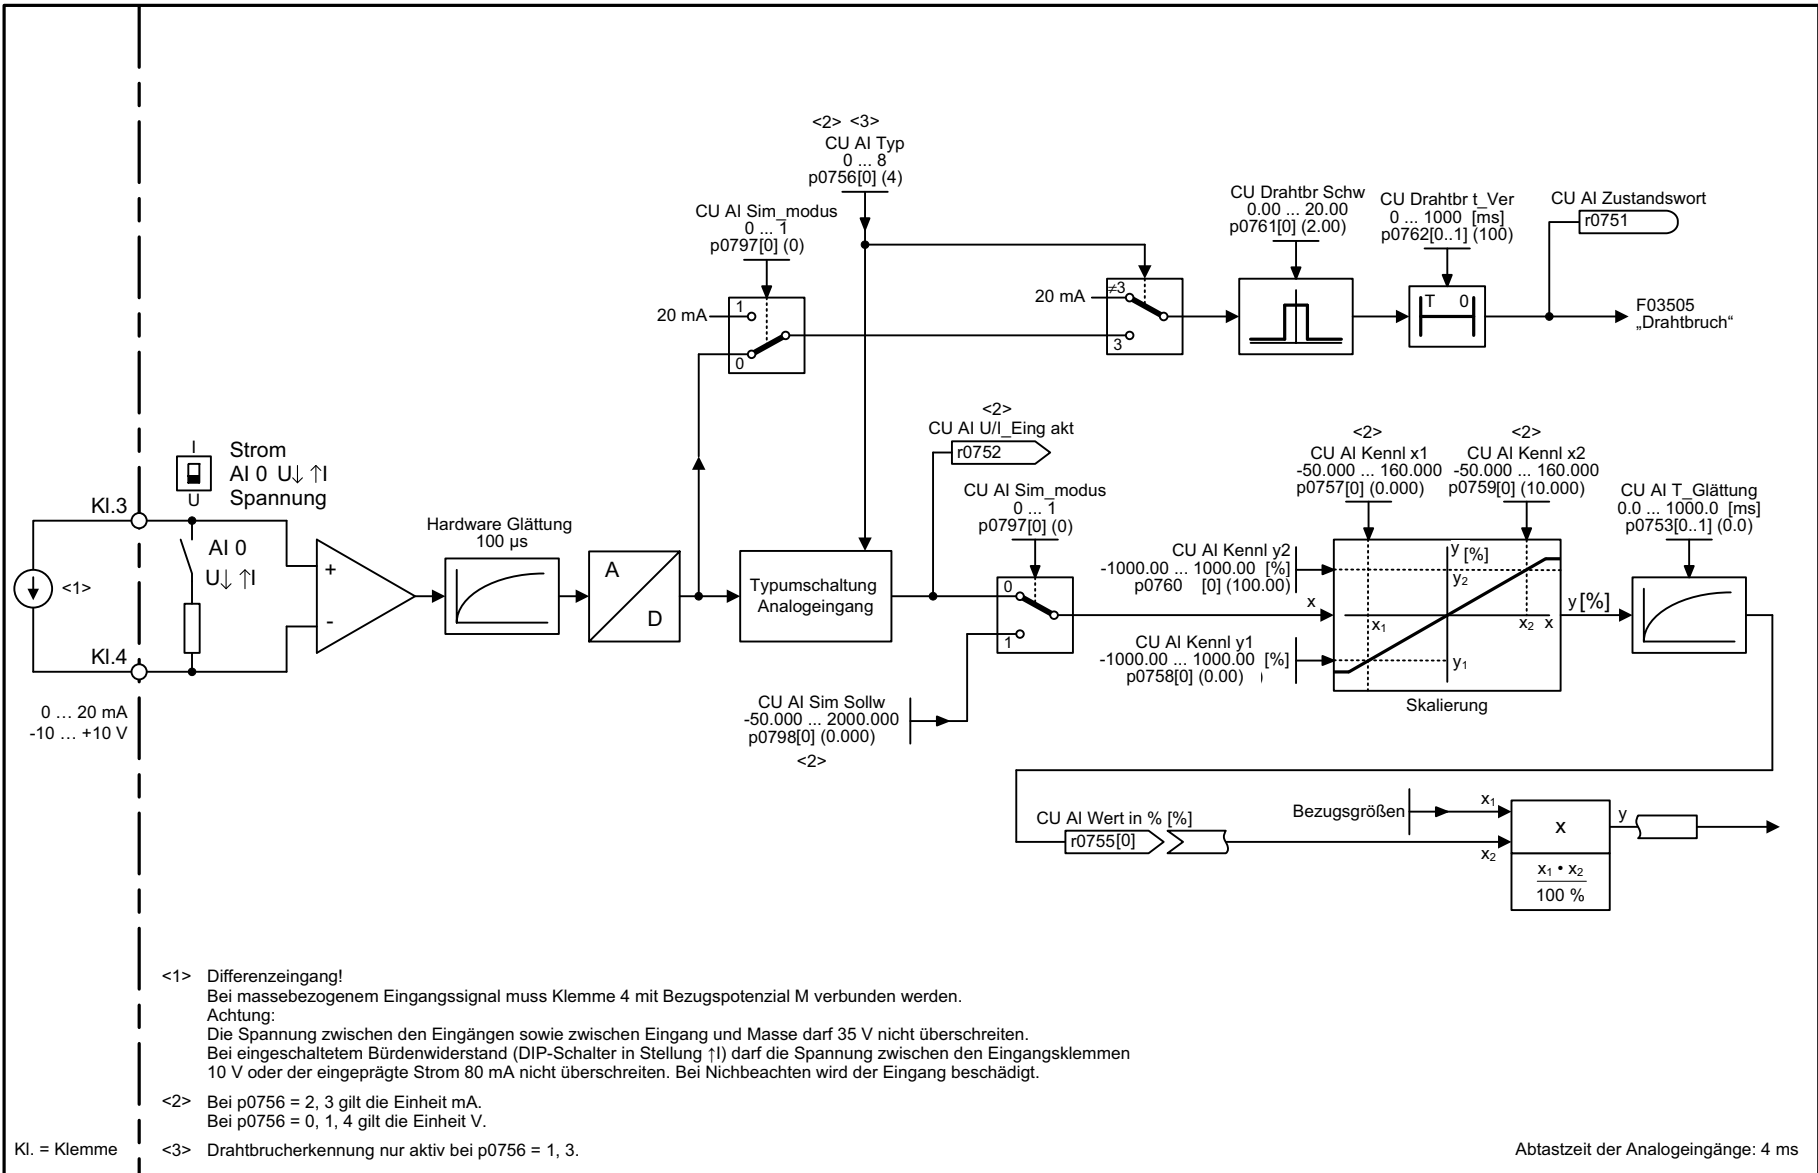 <2> <3>
CU AI Typ
0 ... 8
p0756[0] (4)
CU AI Sim_modus
0 ... 1
p0797[0] (0)
1
20 mA
0
20 mA
≠3
3
CU Drahtbr Schw
0.00 ... 20.00
p0761[0] (2.00)
CU Drahtbr t_Ver
0 ... 1000 [ms]
p0762[0..1] (100)
T 0
CU AI Zustandswort
r0751
F03505
„Drahtbruch“
I
U
Strom
AI 0 U↓ ↑I
Spannung
Kl.3
AI 0
U↓ ↑I
<1>
Kl.4
0 ... 20 mA
-10 ... +10 V
+
-
Hardware Glättung
100 µs
A
D
Typumschaltung
Analogeingang
<2>
CU AI U/I_Eing akt
r0752
CU AI Sim_modus
0 ... 1
p0797[0] (0)
0
1
CU AI Sim Sollw
-50.000 ... 2000.000
p0798[0] (0.000)
<2>
<2>
CU AI Kennl x1
-50.000 ... 160.000
p0757[0] (0.000)
<2>
CU AI Kennl x2
-50.000 ... 160.000
p0759[0] (10.000)
CU AI Kennl y2
-1000.00 ... 1000.00 [%]
p0760 [0] (100.00)
x
CU AI Kennl y1
-1000.00 ... 1000.00 [%]
p0758[0] (0.00) )
y [%]
y2
x1
x2 x
y1
Skalierung
y [%]
CU AI T_Glättung
0.0 ... 1000.0 [ms]
p0753[0..1] (0.0)
CU AI Wert in % [%]
r0755[0]
Bezugsgrößen
x1
x2
x
x1 • x2
100 %
y
<1> Differenzeingang!
Bei massebezogenem Eingangssignal muss Klemme 4 mit Bezugspotenzial M verbunden werden.
Achtung:
Die Spannung zwischen den Eingängen sowie zwischen Eingang und Masse darf 35 V nicht überschreiten.
Bei eingeschaltetem Bürdenwiderstand (DIP-Schalter in Stellung ↑I) darf die Spannung zwischen den Eingangsklemmen
10 V oder der eingeprägte Strom 80 mA nicht überschreiten. Bei Nichbeachten wird der Eingang beschädigt.
<2> Bei p0756 = 2, 3 gilt die Einheit mA.
Bei p0756 = 0, 1, 4 gilt die Einheit V.
Kl. = Klemme
<3> Drahtbrucherkennung nur aktiv bei p0756 = 1, 3.
Abtastzeit der Analogeingänge: 4 ms